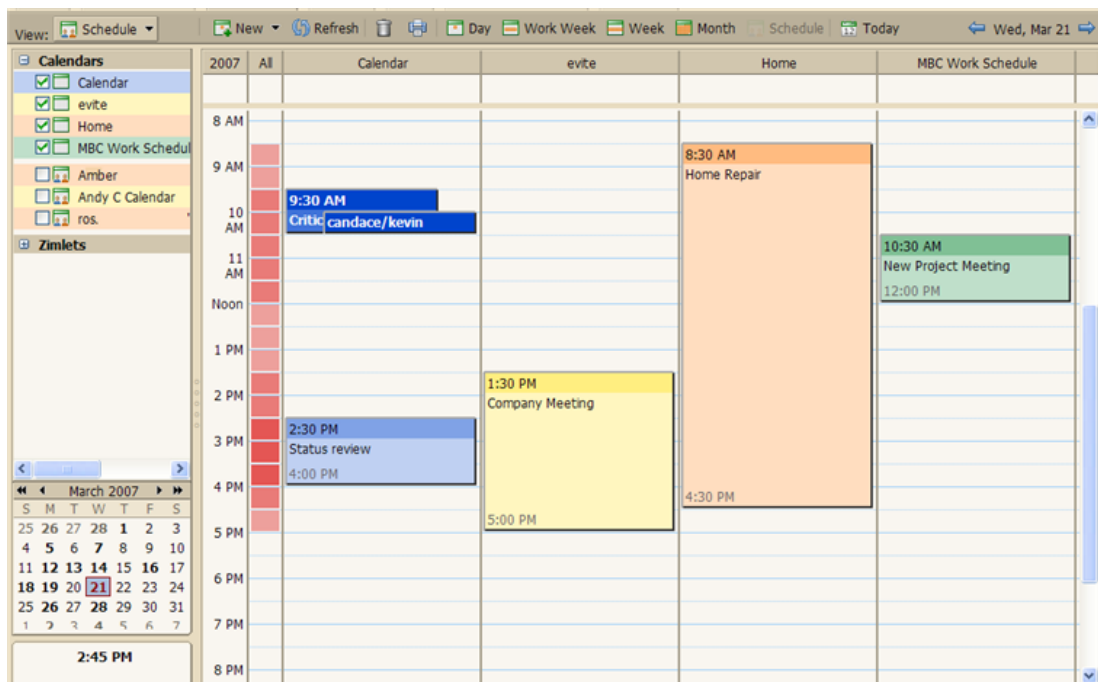 View: Schedule New Refresh Day Work Week Week Month Schedule Today Wed, Mar 21
Calendars
Calendar
evite
Home
MBC Work Schedul
Amber
Andy C Calendar
ros.
Zimlets
March 2007
S M T W T F S
25 26 27 28 1 2 3
4 5 6 7 8 9 10
11 12 13 14 15 16 17
18 19 20 21 22 23 24
25 26 27 28 29 30 31
1 2 3 4 5 6 7
2:45 PM
2007 All Calendar evite Home MBC Work Schedule
8 AM
9 AM
10
AM
11
AM
Noon
1 PM
2 PM
3 PM
4 PM
5 PM
6 PM
7 PM
8 PM
9:30 AM
Critic candace/kevin
2:30 PM
Status review
4:00 PM
1:30 PM
Company Meeting
5:00 PM
8:30 AM
Home Repair
4:30 PM
10:30 AM
New Project Meeting
12:00 PM